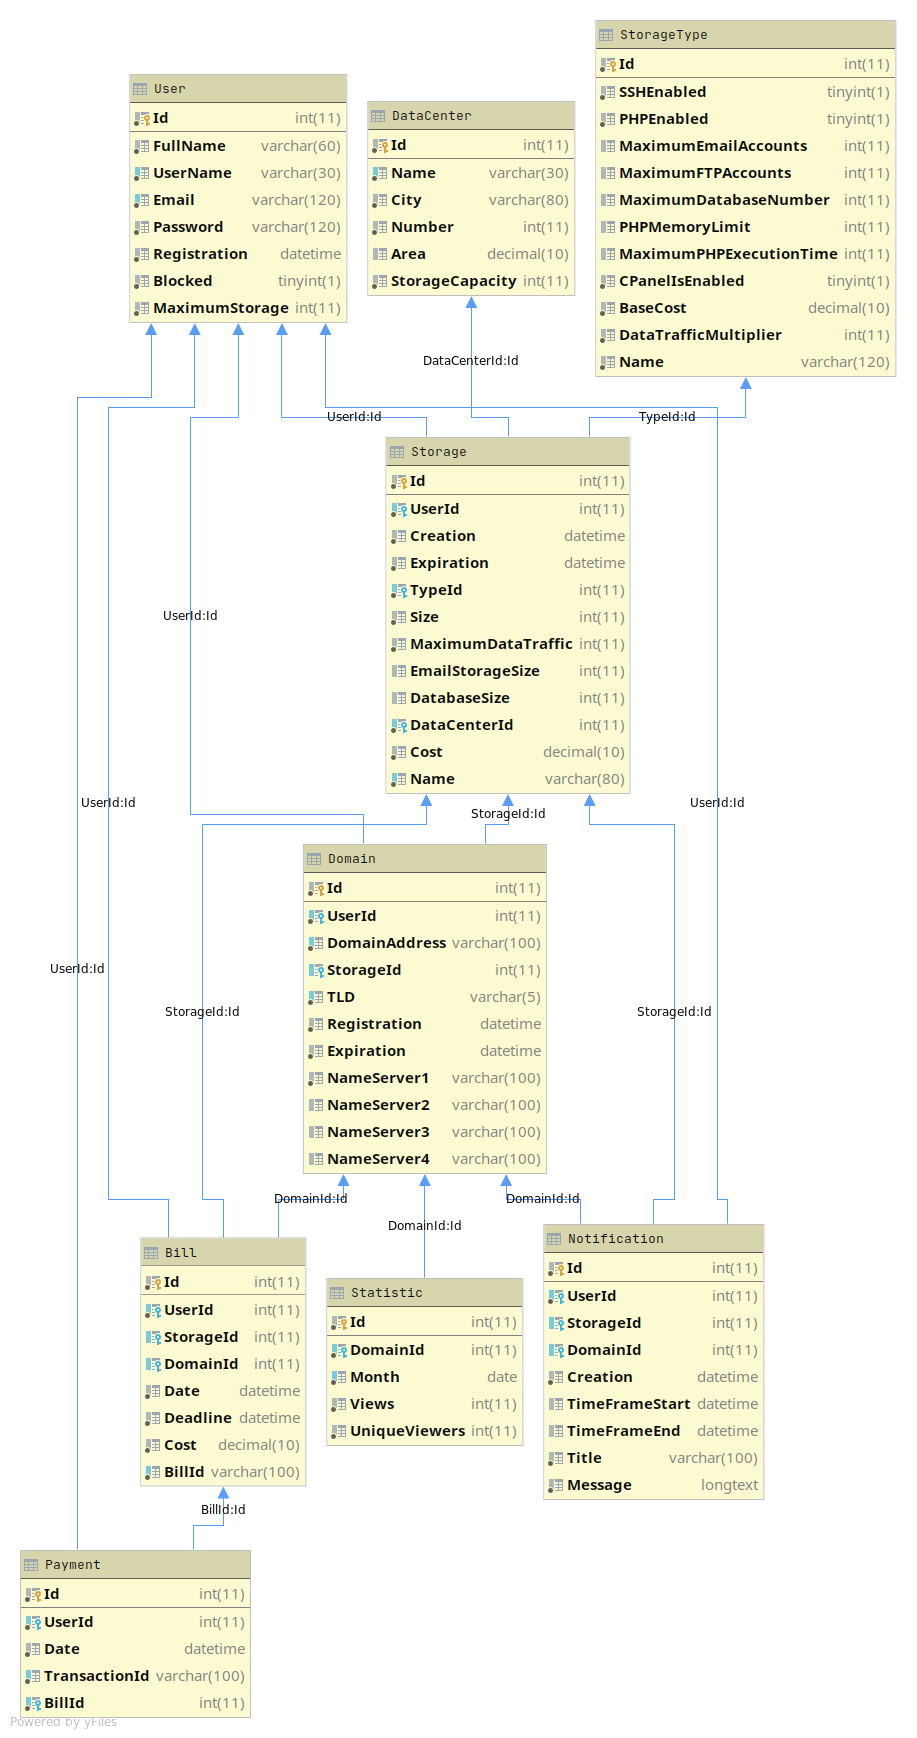 StorageType
Id int(11)
SSHEnabled tinyint(1)
PHPEnabled tinyint(1)
MaximumEmailAccounts int(11)
MaximumFTPAccounts int(11)
MaximumDatabaseNumber int(11)
PHPMemoryLimit int(11)
MaximumPHPExecutionTime int(11)
CPanelIsEnabled tinyint(1)
BaseCost decimal(10)
DataTrafficMultiplier int(11)
Name varchar(120)
User
Id int(11)
FullName varchar(60)
UserName varchar(30)
Email varchar(120)
Password varchar(120)
Registration datetime
Blocked tinyint(1)
MaximumStorage int(11)
DataCenter
Id int(11)
Name varchar(30)
City varchar(80)
Number int(11)
Area decimal(10)
StorageCapacity int(11)
DataCenterId:Id
UserId:Id
TypeId:Id
Storage
Id int(11)
UserId int(11)
Creation datetime
Expiration datetime
TypeId int(11)
Size int(11)
MaximumDataTraffic int(11)
EmailStorageSize int(11)
DatabaseSize int(11)
DataCenterId int(11)
Cost decimal(10)
Name varchar(80)
UserId:Id
UserId:Id
UserId:Id
StorageId:Id
Domain
Id int(11)
UserId int(11)
DomainAddress varchar(100)
StorageId int(11)
TLD varchar(5)
Registration datetime
Expiration datetime
NameServer1 varchar(100)
NameServer2 varchar(100)
NameServer3 varchar(100)
NameServer4 varchar(100)
UserId:Id
StorageId:Id
StorageId:Id
DomainId:Id
DomainId:Id
DomainId:Id
Bill
Id int(11)
UserId int(11)
StorageId int(11)
DomainId int(11)
Date datetime
Deadline datetime
Cost decimal(10)
BillId varchar(100)
Statistic
Id int(11)
DomainId int(11)
Month date
Views int(11)
UniqueViewers int(11)
Notification
Id int(11)
UserId int(11)
StorageId int(11)
DomainId int(11)
Creation datetime
TimeFrameStart datetime
TimeFrameEnd datetime
Title varchar(100)
Message longtext
BillId:Id
Payment
Id int(11)
UserId int(11)
Date datetime
TransactionId varchar(100)
BillId int(11)
Powered by yFiles